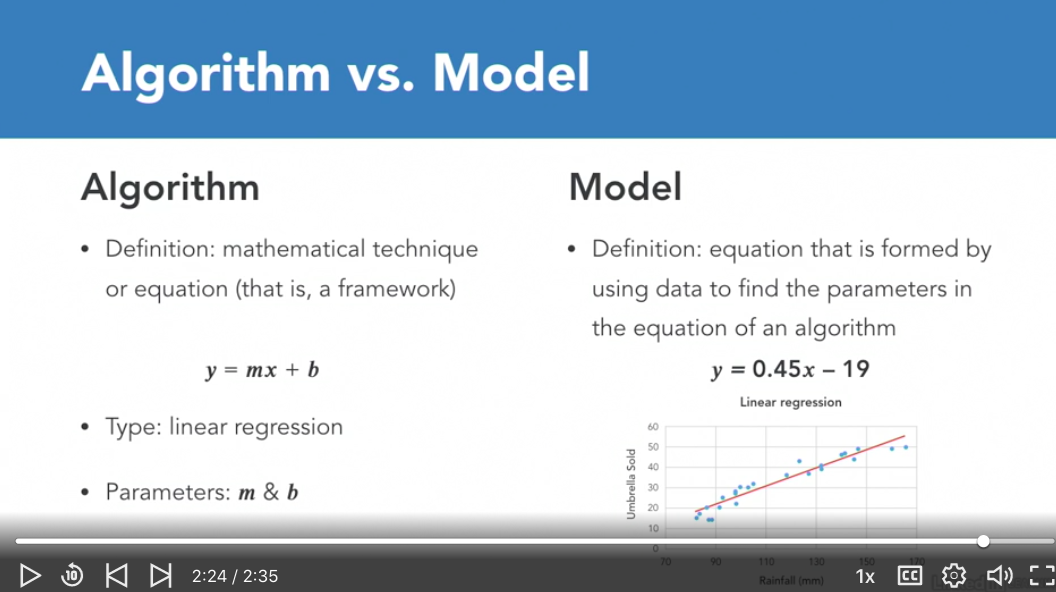 Algorithm vs. Model
Algorithm
• Definition: mathematical technique
or equation (that is, a framework)
y = mx + b
• Type: linear regression
• Parameters: m & b
Model
• Definition: equation that is formed by
using data to find the parameters in
the equation of an algorithm
y = 0.45x – 19
Linear regression
Umbrella Sold
60
50
40
30
20
10
0
70 90 110 130 150 170
Rainfall (mm)
10
2:24 / 2:35
1x
CC